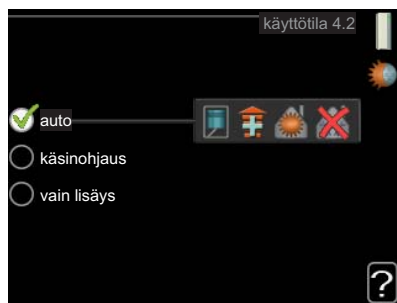 käyttötila 4.2
auto
käsinohjaus
vain lisäys
?